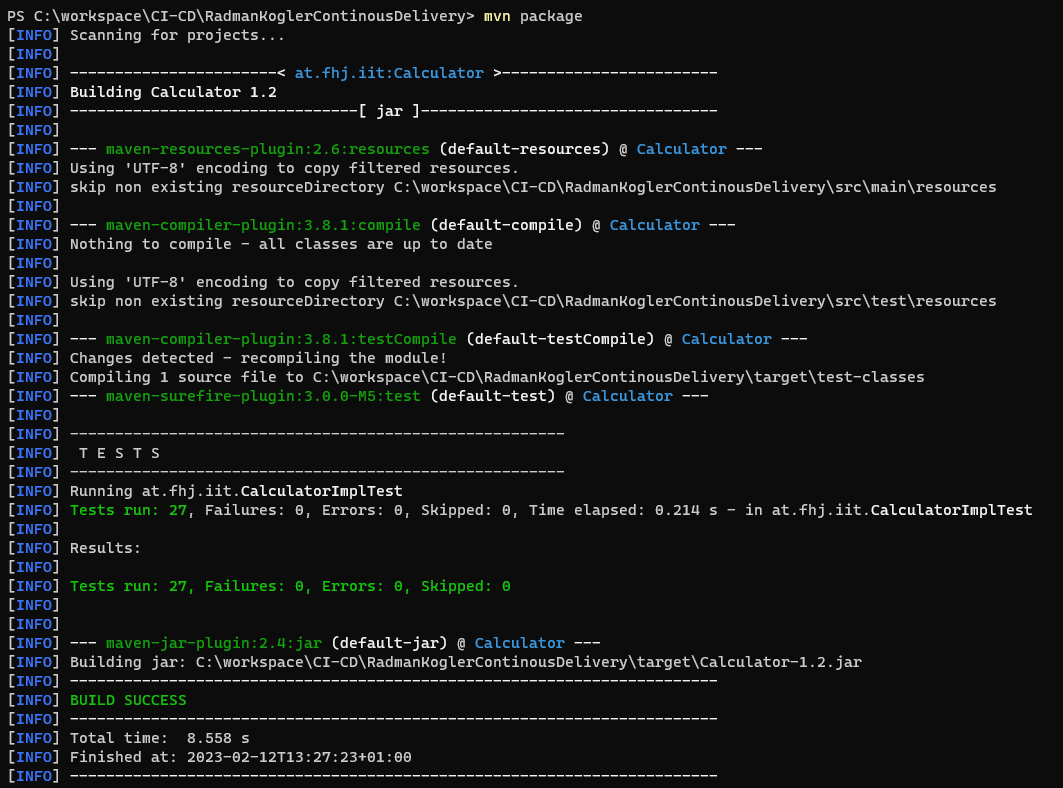 PS C:\workspace\CI-CD\RadmanKoglerContinousDelivery> mvn package
[INFO] Scanning for projects...
[INFO]
[INFO] -----------------------< at.fhj.iit:Calculator >------------------------
[INFO] Building Calculator 1.2
[INFO] --------------------------------[ jar ]---------------------------------
[INFO]
[INFO] --- maven-resources-plugin:2.6:resources (default-resources) @ Calculator ---
[INFO] Using 'UTF-8' encoding to copy filtered resources.
[INFO] skip non existing resourceDirectory C:\workspace\CI-CD\RadmanKoglerContinousDelivery\src\main\resources
[INFO]
[INFO] --- maven-compiler-plugin:3.8.1:compile (default-compile) @ Calculator ---
[INFO] Nothing to compile - all classes are up to date
[INFO]
[INFO] Using 'UTF-8' encoding to copy filtered resources.
[INFO] skip non existing resourceDirectory C:\workspace\CI-CD\RadmanKoglerContinousDelivery\src\test\resources
[INFO]
[INFO] --- maven-compiler-plugin:3.8.1:testCompile (default-testCompile) @ Calculator ---
[INFO] Changes detected - recompiling the module!
[INFO] Compiling 1 source file to C:\workspace\CI-CD\RadmanKoglerContinousDelivery\target\test-classes
[INFO] --- maven-surefire-plugin:3.0.0-M5:test (default-test) @ Calculator ---
[INFO]
[INFO] -------------------------------------------------------
[INFO]  T E S T S
[INFO] -------------------------------------------------------
[INFO] Running at.fhj.iit.CalculatorImplTest
[INFO] Tests run: 27, Failures: 0, Errors: 0, Skipped: 0, Time elapsed: 0.214 s - in at.fhj.iit.CalculatorImplTest
[INFO]
[INFO] Results:
[INFO]
[INFO] Tests run: 27, Failures: 0, Errors: 0, Skipped: 0
[INFO]
[INFO]
[INFO] --- maven-jar-plugin:2.4:jar (default-jar) @ Calculator ---
[INFO] Building jar: C:\workspace\CI-CD\RadmanKoglerContinousDelivery\target\Calculator-1.2.jar
[INFO] ------------------------------------------------------------------------
[INFO] BUILD SUCCESS
[INFO] ------------------------------------------------------------------------
[INFO] Total time:  8.558 s
[INFO] Finished at: 2023-02-12T13:27:23+01:00
[INFO] ------------------------------------------------------------------------